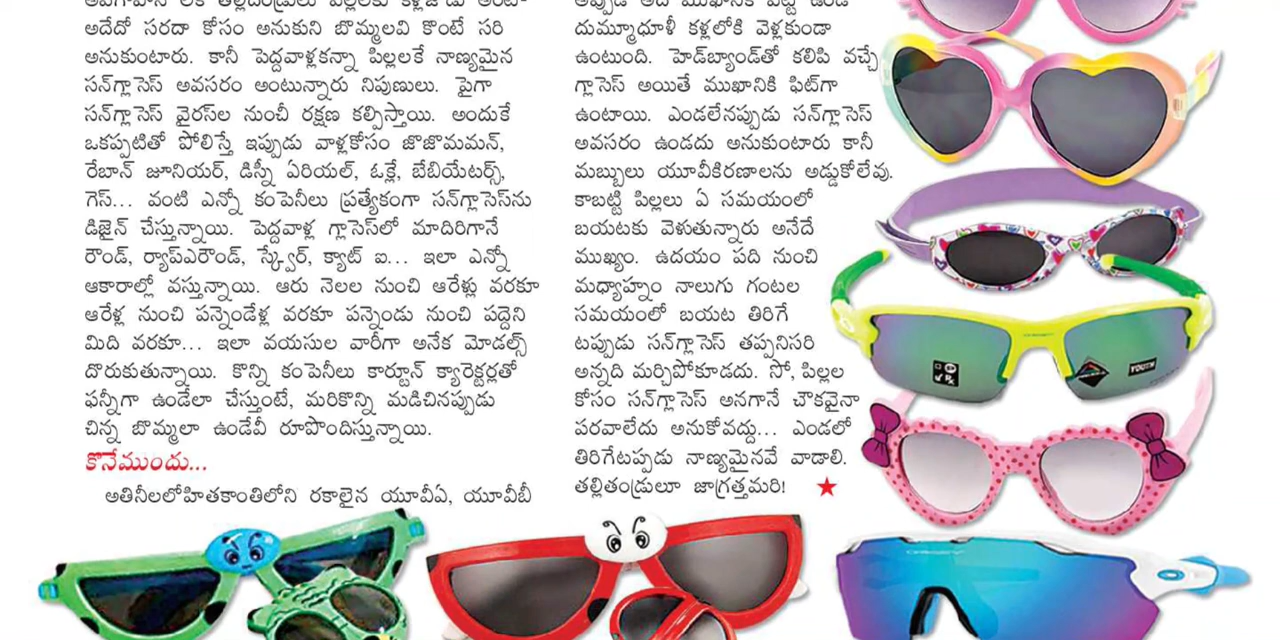 అదేదో సరదా కోసం అనుకుని బొమ్మలవి కొంటే సరి
అనుకుంటారు. కానీ పెద్దవాళ్లకన్నా పిల్లలకే నాణ్యమైన
సన్‌గ్లాసెస్ అవసరం అంటున్నారు నిపుణులు. పైగా
సన్‌గ్లాసెస్ వైరస్‌ల నుంచీ రక్షణ కల్పిస్తాయి. అందుకే
ఒకప్పటితో పోలిస్తే ఇప్పుడు వాళ్లకోసం జొజొమమన్,
రేబాన్ జూనియర్, డిస్నీ ఏరియల్, ఓక్లే, బేబియేటర్స్,
గెస్... వంటి ఎన్నో కంపెనీలు ప్రత్యేకంగా సన్‌గ్లాసెస్‌ను
డిజైన్ చేస్తున్నాయి. పెద్దవాళ్ల గ్లాసెస్‌లో మాదిరిగానే
రౌండ్, ర్యాప్ఎరౌండ్, స్క్వేర్, క్యాట్ ఐ... ఇలా ఎన్నో
ఆకారాల్లో వస్తున్నాయి. ఆరు నెలల నుంచి ఆరేళ్లు వరకూ
ఆరేళ్ల నుంచి పన్నెండేళ్ల వరకూ పన్నెండు నుంచి పద్దెని
మిది వరకూ... ఇలా వయసుల వారీగా అనేక మోడల్స్
దొరుకుతున్నాయి. కొన్ని కంపెనీలు కార్టూన్ క్యారెక్టర్లతో
ఫన్నీగా ఉండేలా చేస్తుంటే, మరికొన్ని మడిచినప్పుడు
చిన్న బొమ్మలా ఉండేవీ రూపొందిస్తున్నాయి.
కొనేముందు...
అతినీలలోహితకాంతిలోని రకాలైన యూవీఏ, యూవీబీ
దుమ్మూధూళీ కళ్లలోకి వెళ్లకుండా
ఉంటుంది. హెడ్‌బ్యాండ్‌తో కలిపి వచ్చే
గ్లాసెస్ అయితే ముఖానికి ఫిట్‌గా
ఉంటాయి. ఎండలేనప్పుడు సన్‌గ్లాసెస్
అవసరం ఉండదు అనుకుంటారు కానీ
మబ్బులు యూవీకిరణాలను అడ్డుకోలేవు.
కాబట్టి పిల్లలు ఏ సమయంలో
బయటకు వెళుతున్నారు అనేదే
ముఖ్యం. ఉదయం పది నుంచి
మధ్యాహ్నం నాలుగు గంటల
సమయంలో బయట తిరిగే
టప్పుడు సన్‌గ్లాసెస్ తప్పనిసరి
అన్నది మర్చిపోకూడదు. సో, పిల్లల
కోసం సన్‌గ్లాసెస్ అనగానే చౌకవైనా
పరవాలేదు అనుకోవద్దు... ఎండలో
తిరిగేటప్పడు నాణ్యమైనవే వాడాలి.
తల్లితండ్రులూ జాగ్రత్తమరి!
YOUTH